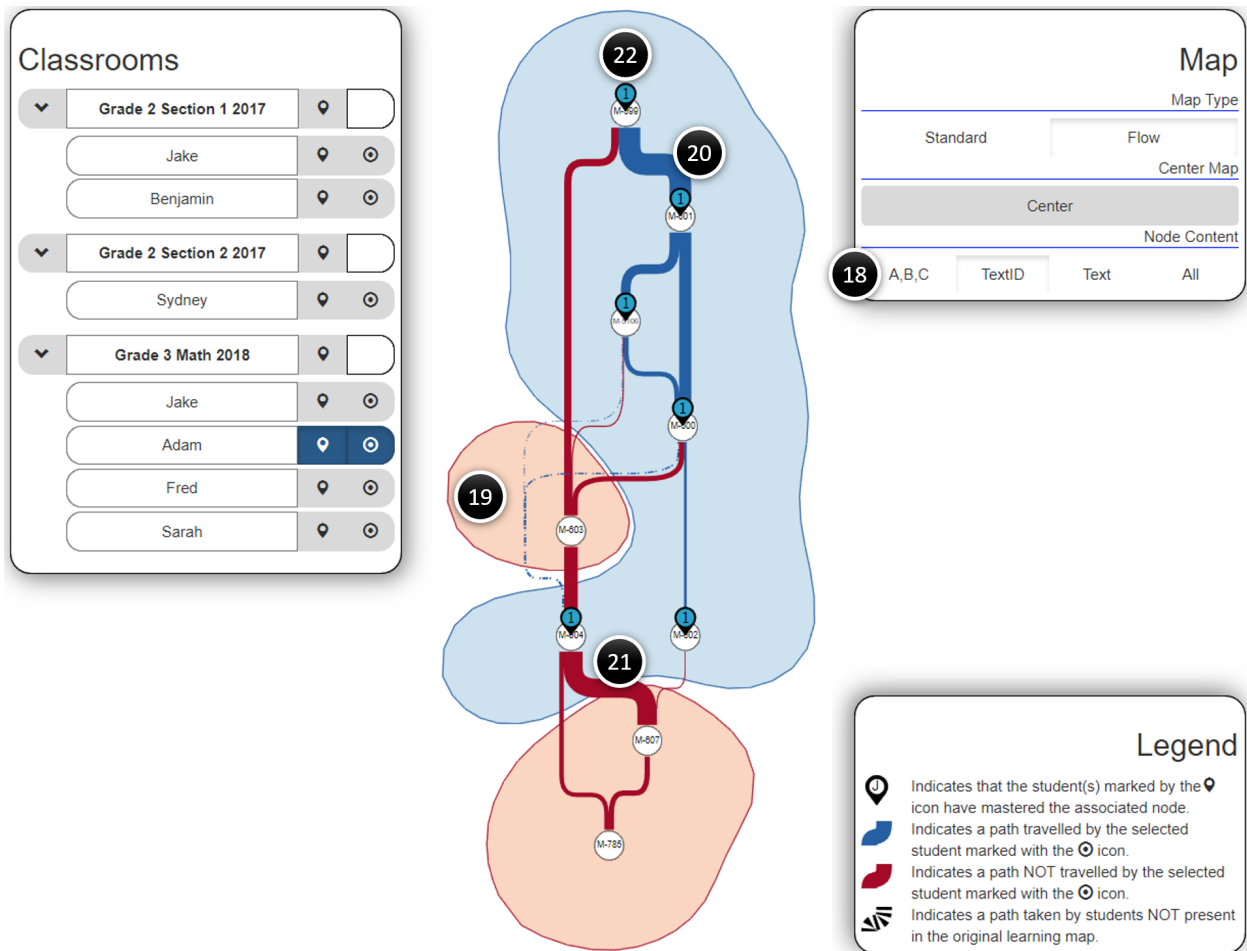 Classrooms
Grade 2 Section 1 2017
Jake
Benjamin
Grade 2 Section 2 2017
Sydney
Grade 3 Math 2018
Jake
Adam
Fred
Sarah
22
1
M-599
20
1
M-601
1
1
M-600
19
M-603
1
1
M-604
M-602
21
M-607
M-785
Map
Map Type
Standard Flow
Center Map
Center
Node Content
18 A,B,C TextID Text All
Legend
J
Indicates that the student(s) marked by the
icon have mastered the associated node.
Indicates a path travelled by the selected
student marked with the icon.
Indicates a path NOT travelled by the selected
student marked with the icon.
Indicates a path taken by students NOT present
in the original learning map.